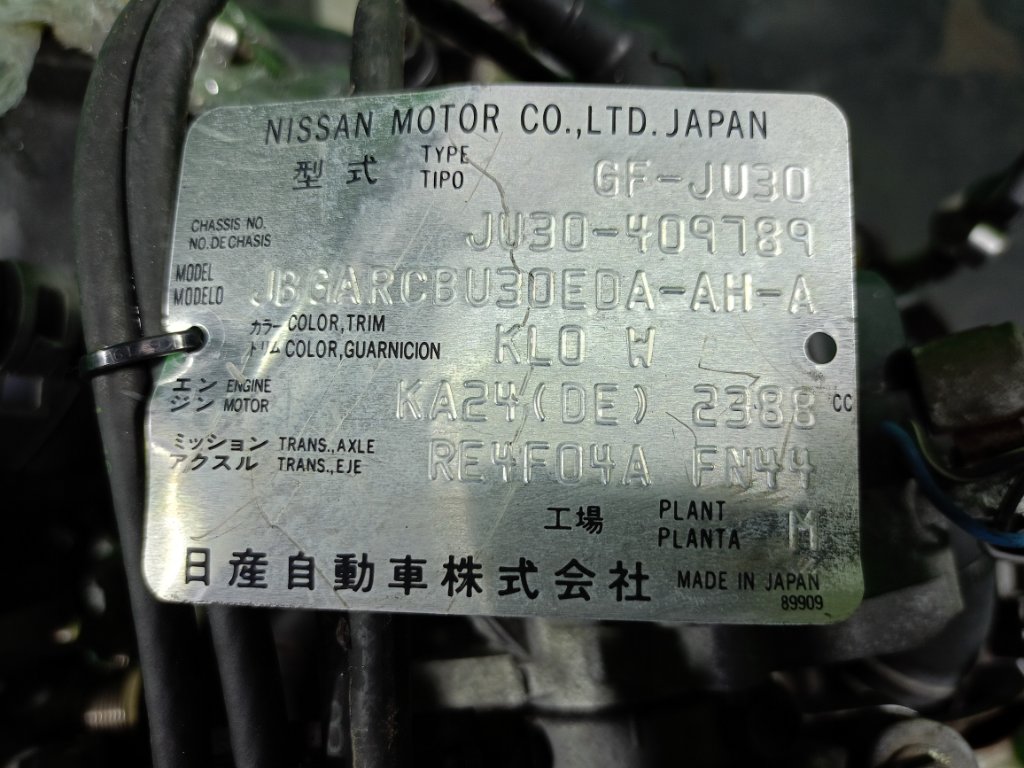 NISSAN MOTOR CO.,LTD. JAPAN
型式 TYPE TIPO GF-JU30
CHASSIS NO. NO. DE CHASIS JU30-409789
MODEL MODELO JBGARCBU30EDA-AH-A
カラー COLOR,TRIM
トリム COLOR,GUARNICION KL0 W
エン ENGINE
ジン MOTOR KA24(DE) 2388 CC
ミッション TRANS.,AXLE
アクスル TRANS.,EJE RE4F04A FN44
工場 PLANT PLANTA M
日産自動車株式会社 MADE IN JAPAN
89909